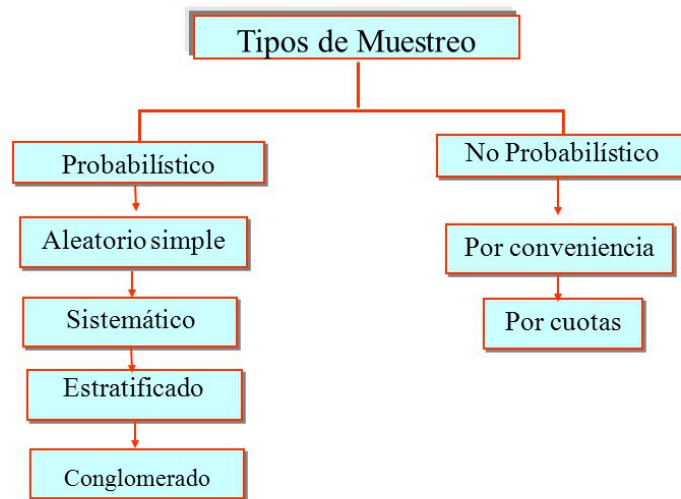 Tipos de Muestreo
Probabilístico
No Probabilístico
Aleatorio simple
Por conveniencia
Sistemático
Por cuotas
Estratificado
Conglomerado